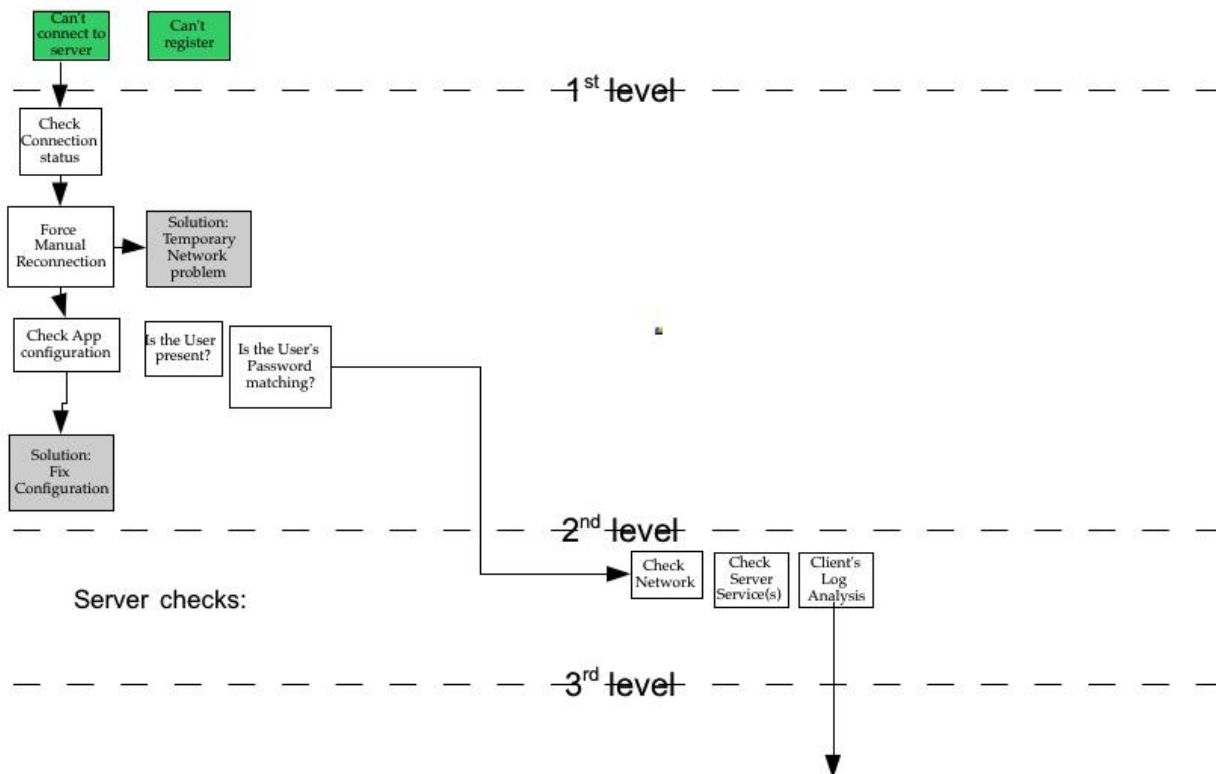 Can't
connect to
server
Can't
register
1st level
Check
Connection
status
Force
Manual
Reconnection
Solution:
Temporary
Network
problem
Check App
configuration
Is the User
present?
Is the User's
Password
matching?
Solution:
Fix
Configuration
2nd level
Server checks:
Check
Network
Check
Server
Service(s)
Client's
Log
Analysis
3rd level